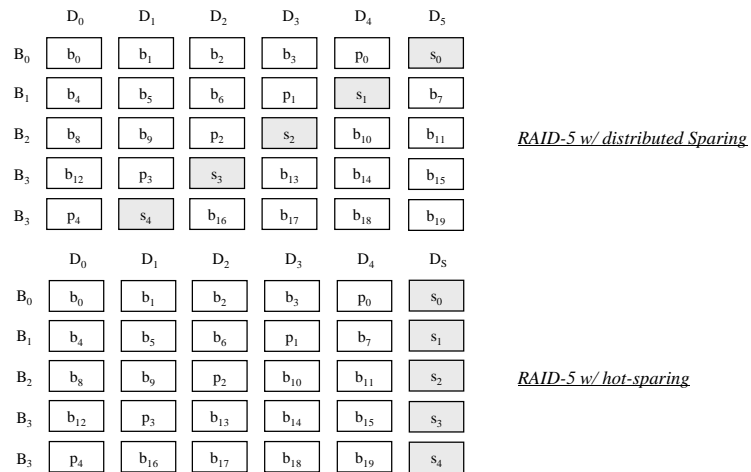 D₀ D₁ D₂ D₃ D₄ D₅
B₀ b₀ b₁ b₂ b₃ p₀ s₀
B₁ b₄ b₅ b₆ p₁ s₁ b₇
B₂ b₈ b₉ p₂ s₂ b₁₀ b₁₁ RAID-5 w/ distributed Sparing
B₃ b₁₂ p₃ s₃ b₁₃ b₁₄ b₁₅
B₃ p₄ s₄ b₁₆ b₁₇ b₁₈ b₁₉
D₀ D₁ D₂ D₃ D₄ D_S
B₀ b₀ b₁ b₂ b₃ p₀ s₀
B₁ b₄ b₅ b₆ p₁ b₇ s₁
B₂ b₈ b₉ p₂ b₁₀ b₁₁ s₂ RAID-5 w/ hot-sparing
B₃ b₁₂ p₃ b₁₃ b₁₄ b₁₅ s₃
B₃ p₄ b₁₆ b₁₇ b₁₈ b₁₉ s₄